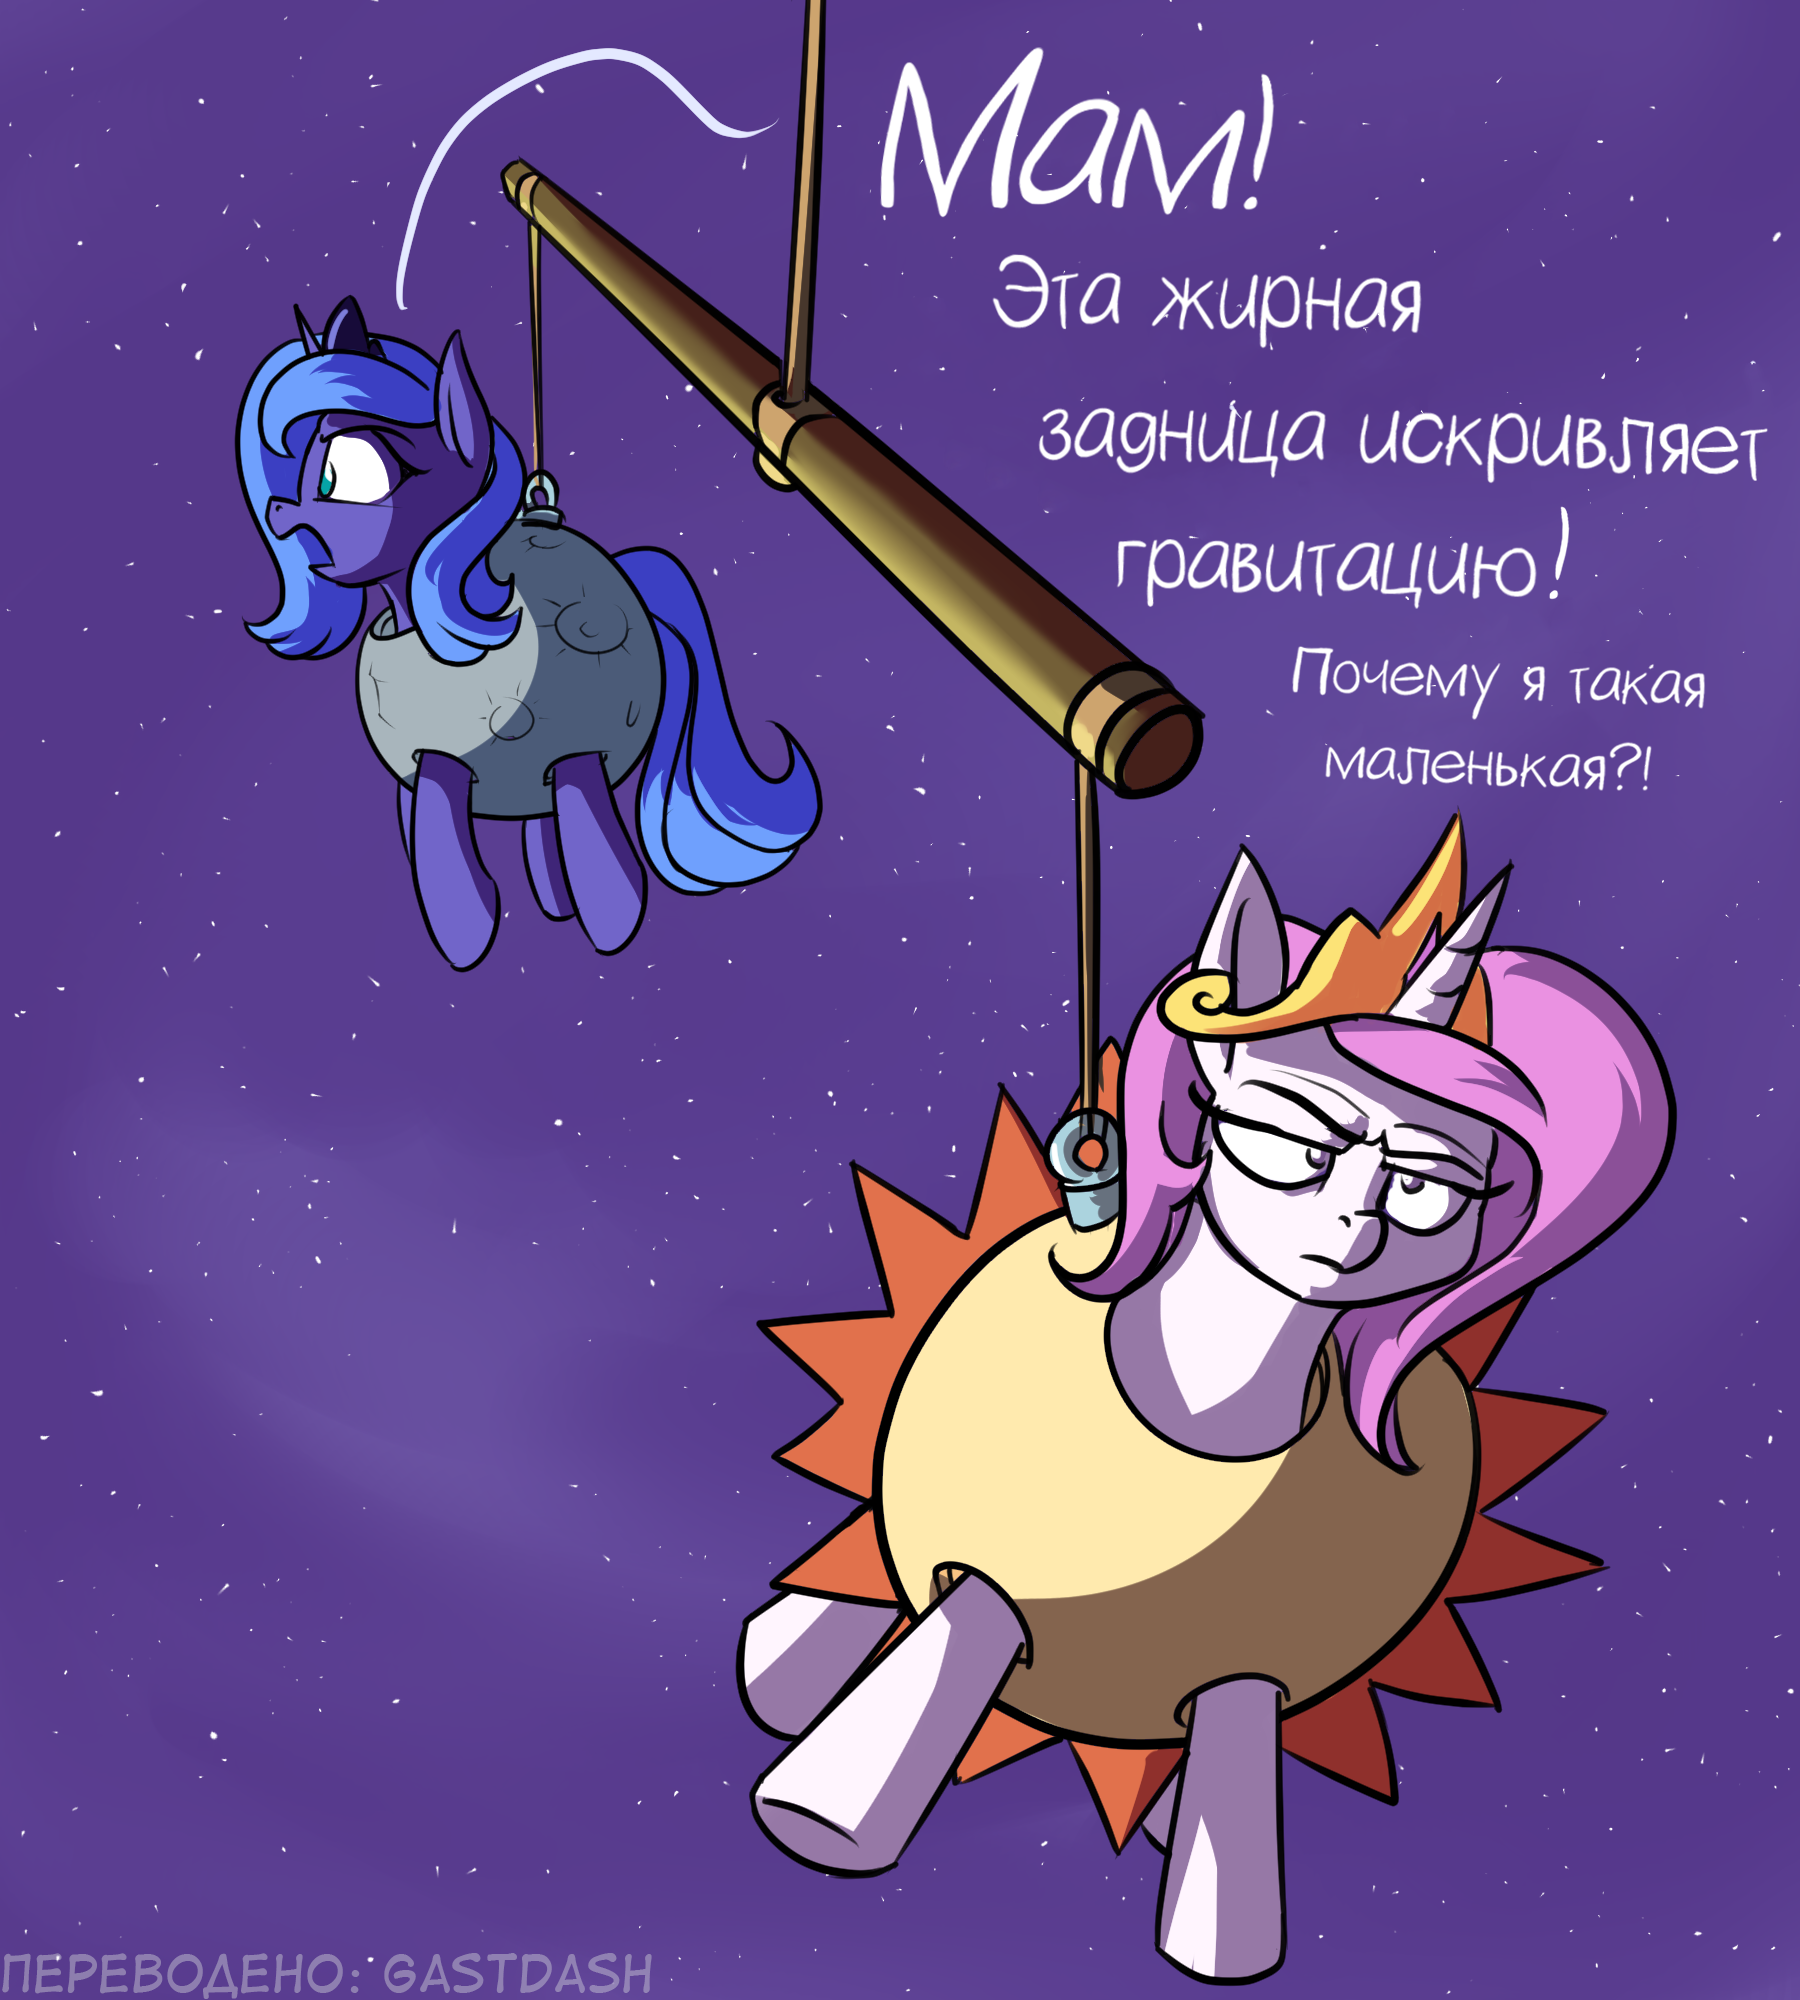 Мам!
Эта жирная
задница искривляет
гравитацию!
Почему я такая
маленькая?!
ПЕРЕВОДЕНО: GASTDASH